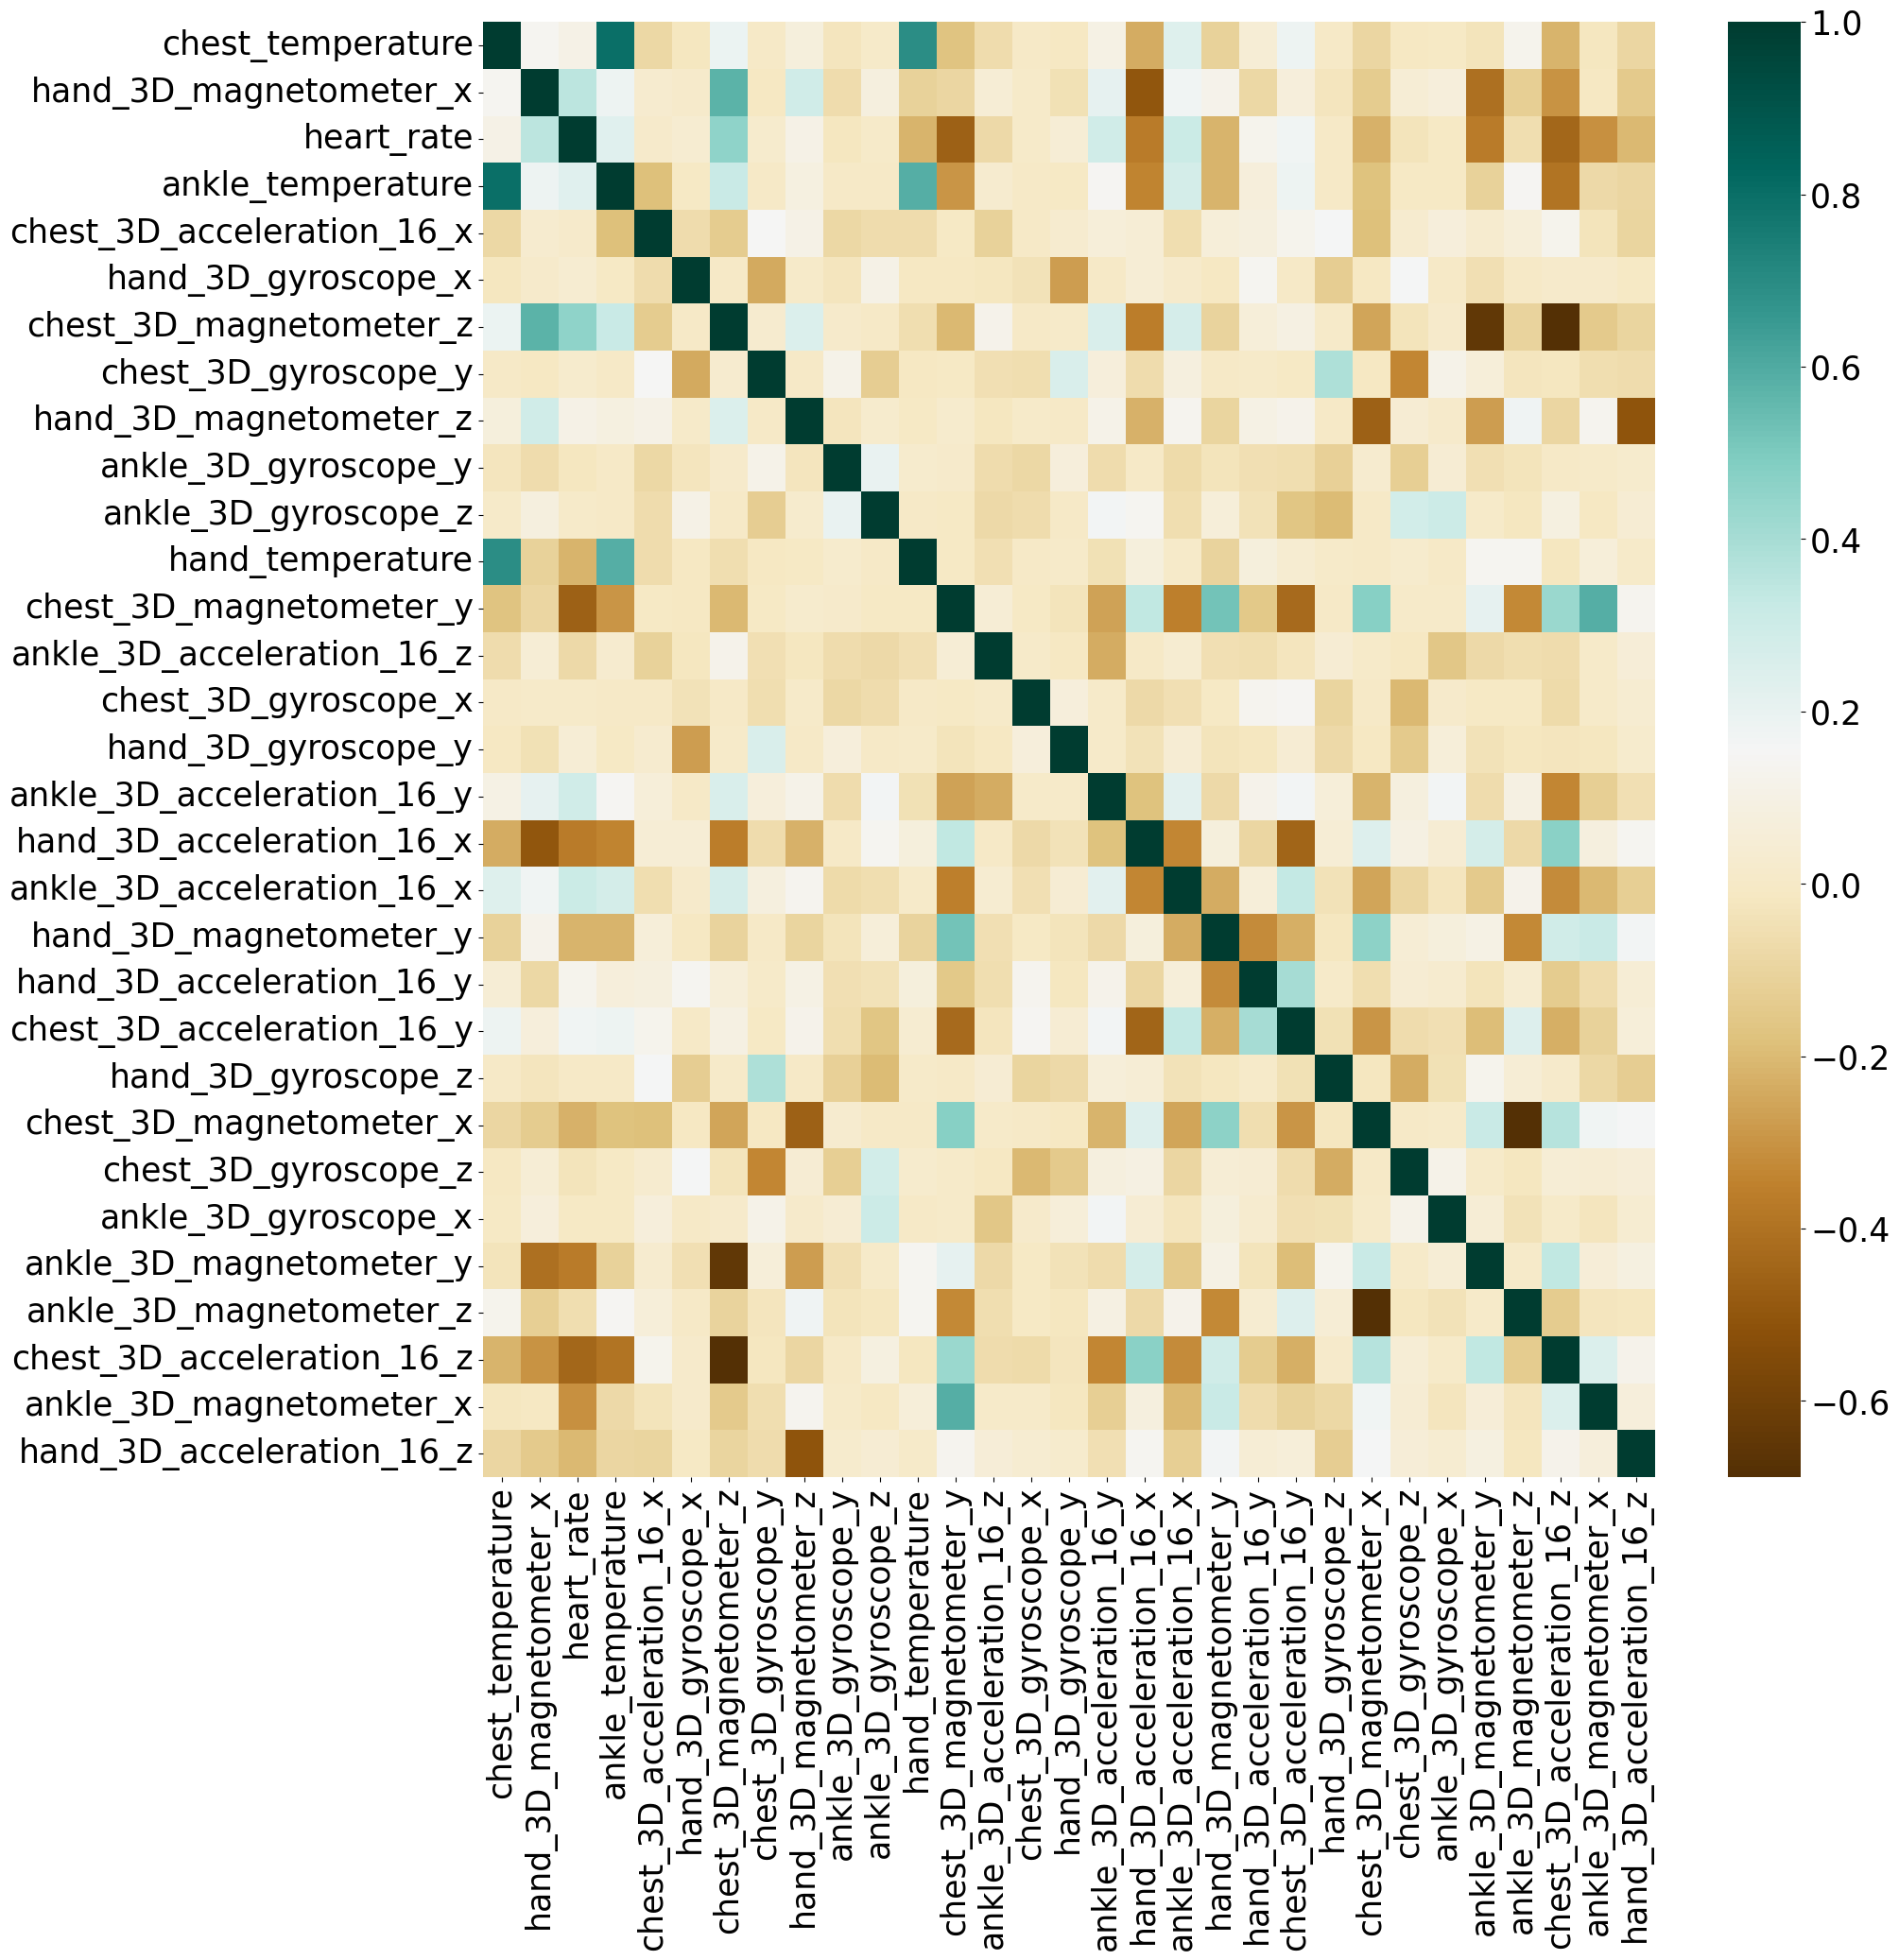 chest_temperature
hand_3D_magnetometer_x
heart_rate
ankle_temperature
chest_3D_acceleration_16_x
hand_3D_gyroscope_x
chest_3D_magnetometer_z
chest_3D_gyroscope_y
hand_3D_magnetometer_z
ankle_3D_gyroscope_y
ankle_3D_gyroscope_z
hand_temperature
chest_3D_magnetometer_y
ankle_3D_acceleration_16_z
chest_3D_gyroscope_x
hand_3D_gyroscope_y
ankle_3D_acceleration_16_y
hand_3D_acceleration_16_x
ankle_3D_acceleration_16_x
hand_3D_magnetometer_y
hand_3D_acceleration_16_y
chest_3D_acceleration_16_y
hand_3D_gyroscope_z
chest_3D_magnetometer_x
chest_3D_gyroscope_z
ankle_3D_gyroscope_x
ankle_3D_magnetometer_y
ankle_3D_magnetometer_z
chest_3D_acceleration_16_z
ankle_3D_magnetometer_x
hand_3D_acceleration_16_z
chest_temperature
hand_3D_magnetometer_x
heart_rate
ankle_temperature
chest_3D_acceleration_16_x
hand_3D_gyroscope_x
chest_3D_magnetometer_z
chest_3D_gyroscope_y
hand_3D_magnetometer_z
ankle_3D_gyroscope_y
ankle_3D_gyroscope_z
hand_temperature
chest_3D_magnetometer_y
ankle_3D_acceleration_16_z
chest_3D_gyroscope_x
hand_3D_gyroscope_y
ankle_3D_acceleration_16_y
hand_3D_acceleration_16_x
ankle_3D_acceleration_16_x
hand_3D_magnetometer_y
hand_3D_acceleration_16_y
chest_3D_acceleration_16_y
hand_3D_gyroscope_z
chest_3D_magnetometer_x
chest_3D_gyroscope_z
ankle_3D_gyroscope_x
ankle_3D_magnetometer_y
ankle_3D_magnetometer_z
chest_3D_acceleration_16_z
ankle_3D_magnetometer_x
hand_3D_acceleration_16_z
1.0
0.8
0.6
0.4
0.2
0.0
−0.2
−0.4
−0.6